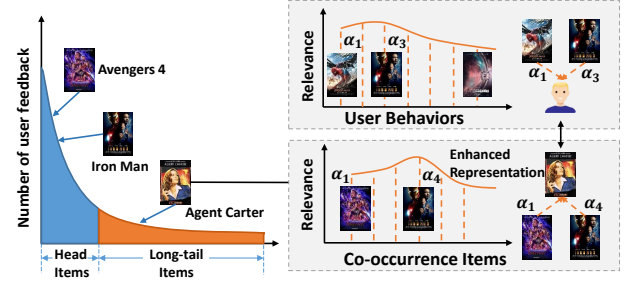 Number of user feedback
Avengers 4
Iron Man
Agent Carter
Head
Items
Long-tail
Items
Relevance
α₁
α₃
User Behaviors
α₁
α₃
Relevance
α₁
α₄
Co-occurrence Items
Enhanced
Representation
α₁
α₄